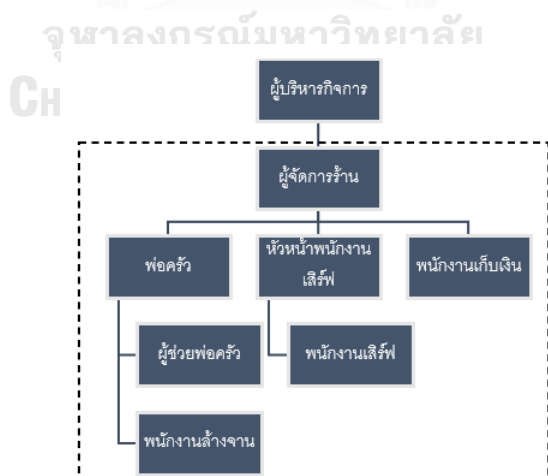 จุฬาลงกรณ์มหาวิทยาลัย
CH
ผู้บริหารกิจการ
ผู้จัดการร้าน
พ่อครัว
หัวหน้าพนักงาน
เสิร์ฟ
พนักงานเก็บเงิน
ผู้ช่วยพ่อครัว
พนักงานเสิร์ฟ
พนักงานล้างจาน